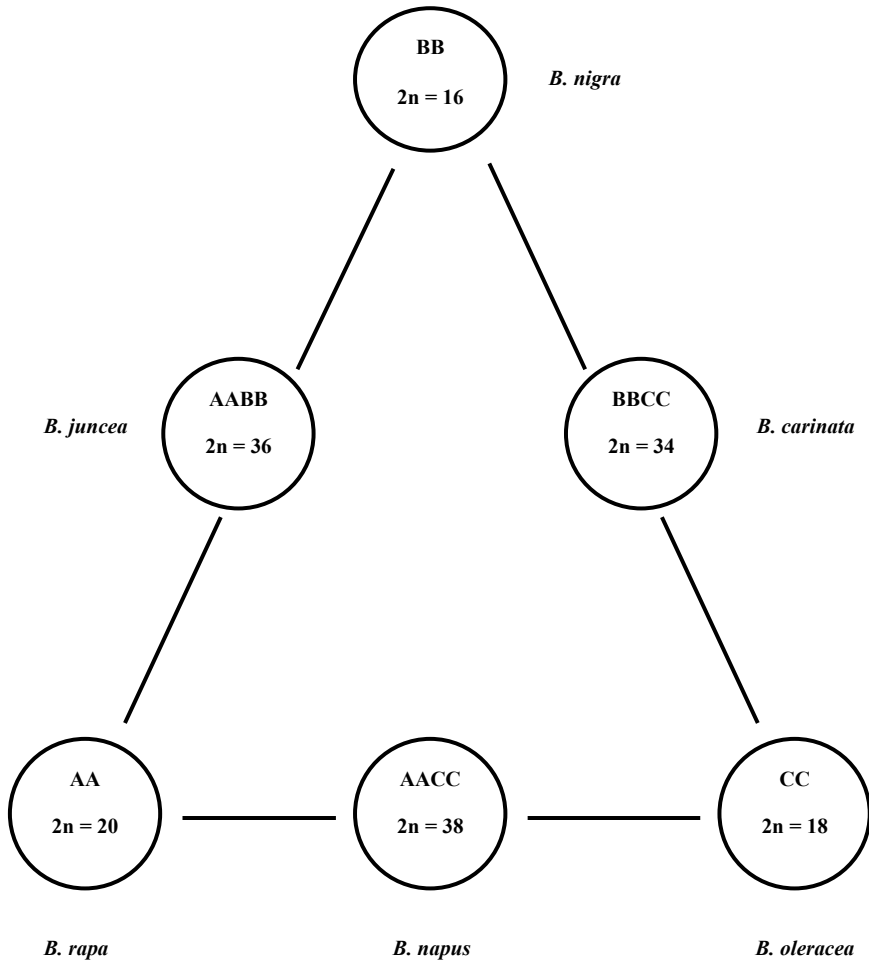 BB
2n = 16
B. nigra
AABB
2n = 36
B. juncea
BBCC
2n = 34
B. carinata
AA
2n = 20
AACC
2n = 38
CC
2n = 18
B. rapa
B. napus
B. oleracea